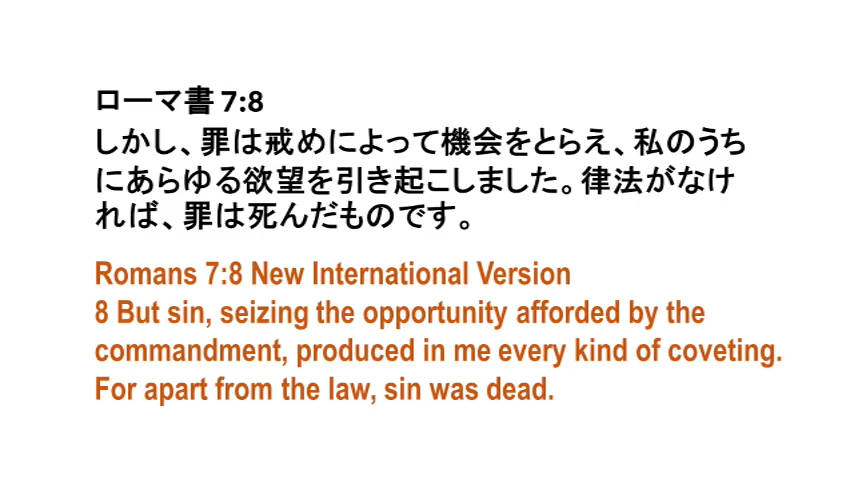 ローマ書 7:8
しかし、罪は戒めによって機会をとらえ、私のうち
にあらゆる欲望を引き起こしました。律法がなけ
れば、罪は死んだものです。
Romans 7:8 New International Version
8 But sin, seizing the opportunity afforded by the
commandment, produced in me every kind of coveting.
For apart from the law, sin was dead.